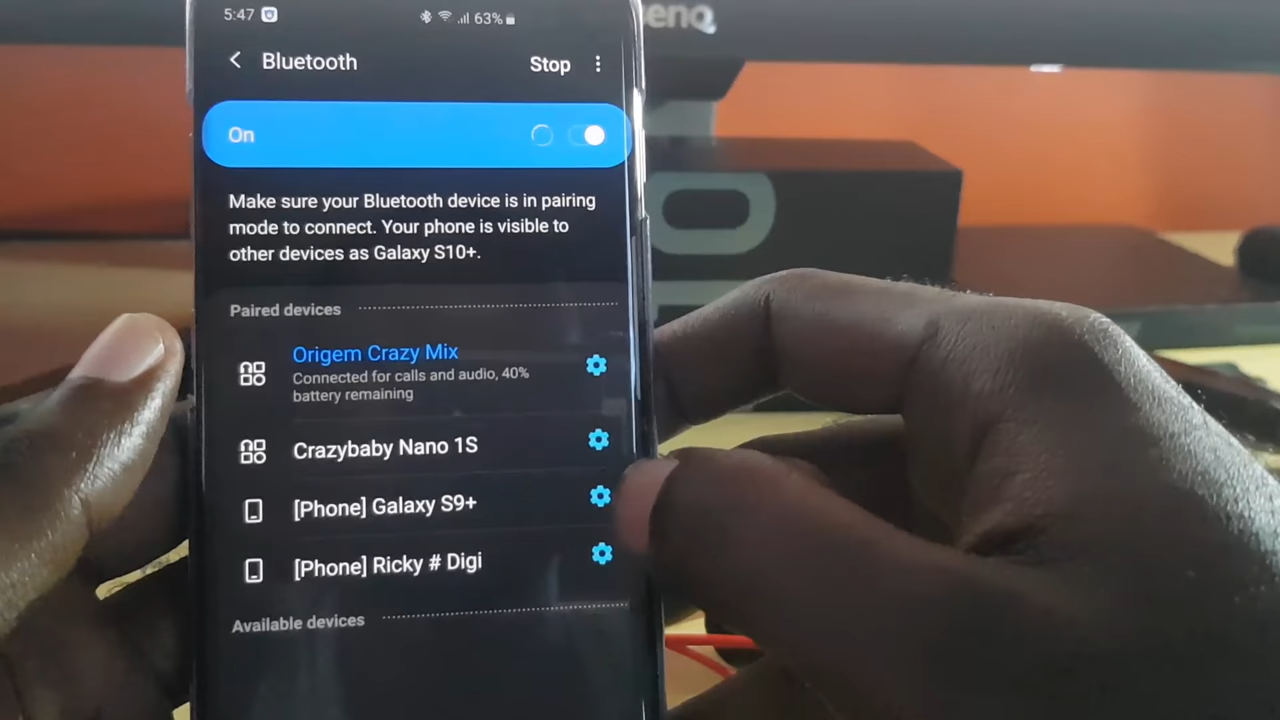 5:47 63%
Bluetooth Stop
On
Make sure your Bluetooth device is in pairing
mode to connect. Your phone is visible to
other devices as Galaxy S10+.
Paired devices
Origem Crazy Mix
Connected for calls and audio, 40%
battery remaining
Crazybaby Nano 1S
[Phone] Galaxy S9+
[Phone] Ricky # Digi
Available devices